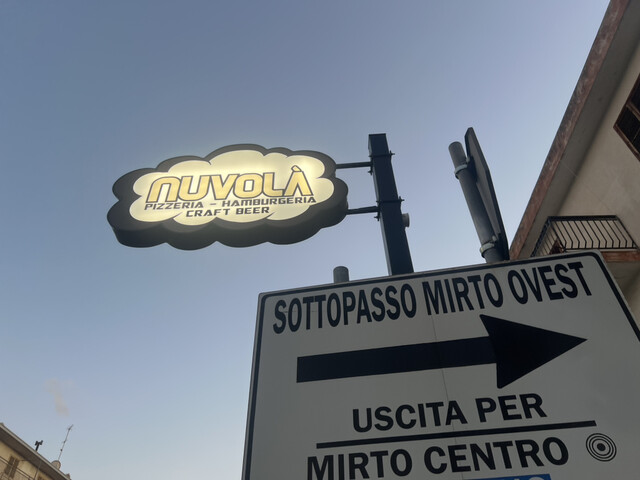 NUVOLÀ
PIZZERIA - HAMBURGERIA
CRAFT BEER
SOTTOPASSO MIRTO OVEST
USCITA PER
MIRTO CENTRO